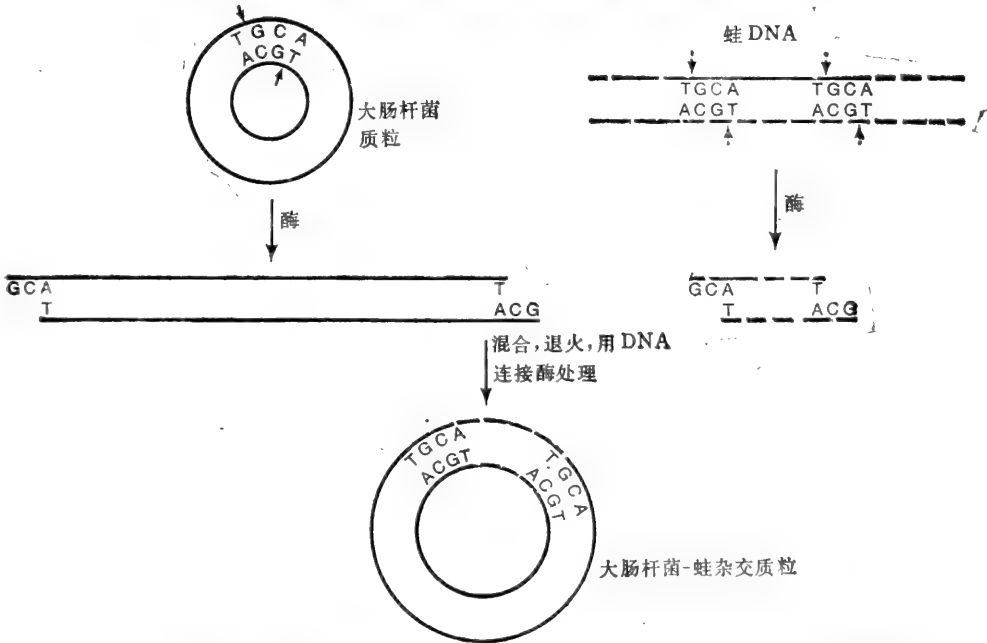 TGCA
ACGT
大肠杆菌
质粒
蛙DNA
TGCA TGCA
ACGT ACGT
酶
酶
GCA T
T ACG
GCA T
T ACG
混合,退火,用DNA
连接酶处理
TGCA
ACGT
TGCA
ACGT
大肠杆菌-蛙杂交质粒